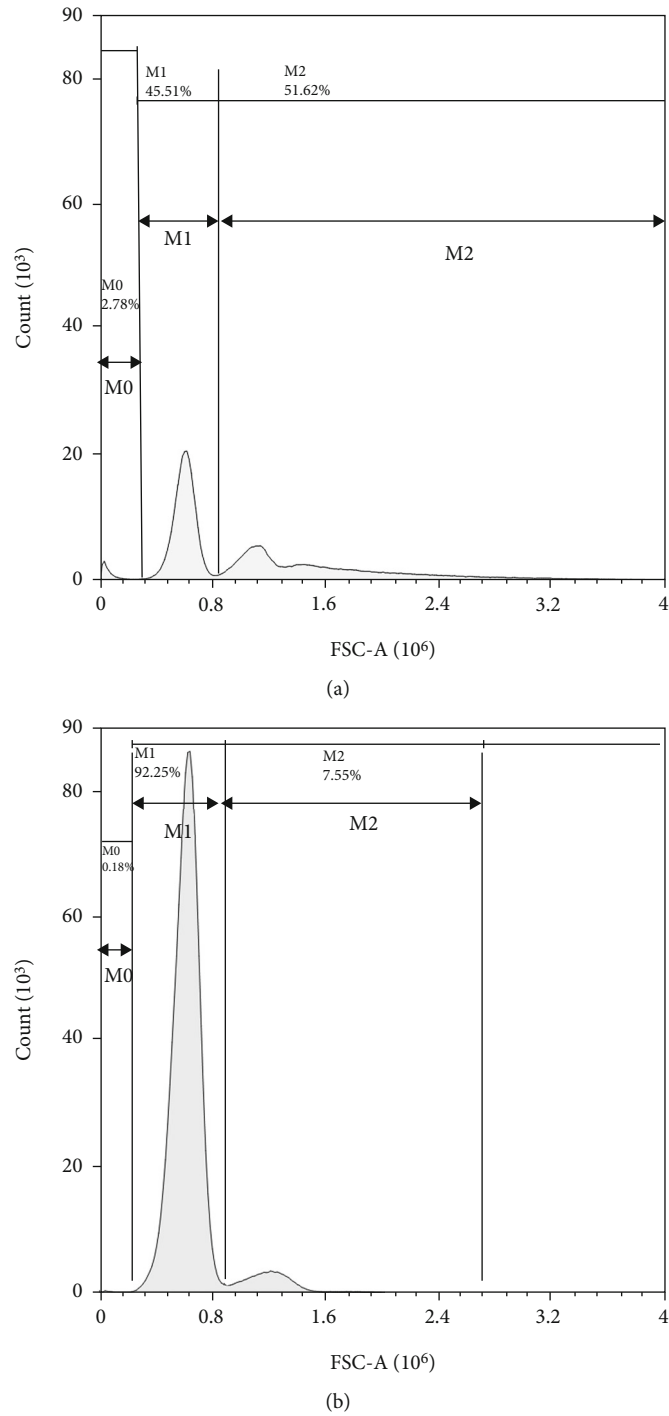 90
80
60
40
20
0
Count (10³)
M1
45.51%
M2
51.62%
M1
M2
M0
2.78%
M0
0 0.8 1.6 2.4 3.2 4
FSC-A (10⁶)
(a)
90
80
60
40
20
0
Count (10³)
M1
92.25%
M2
7.55%
M1
M2
M0
0.18%
M0
0 0.8 1.6 2.4 3.2 4
FSC-A (10⁶)
(b)